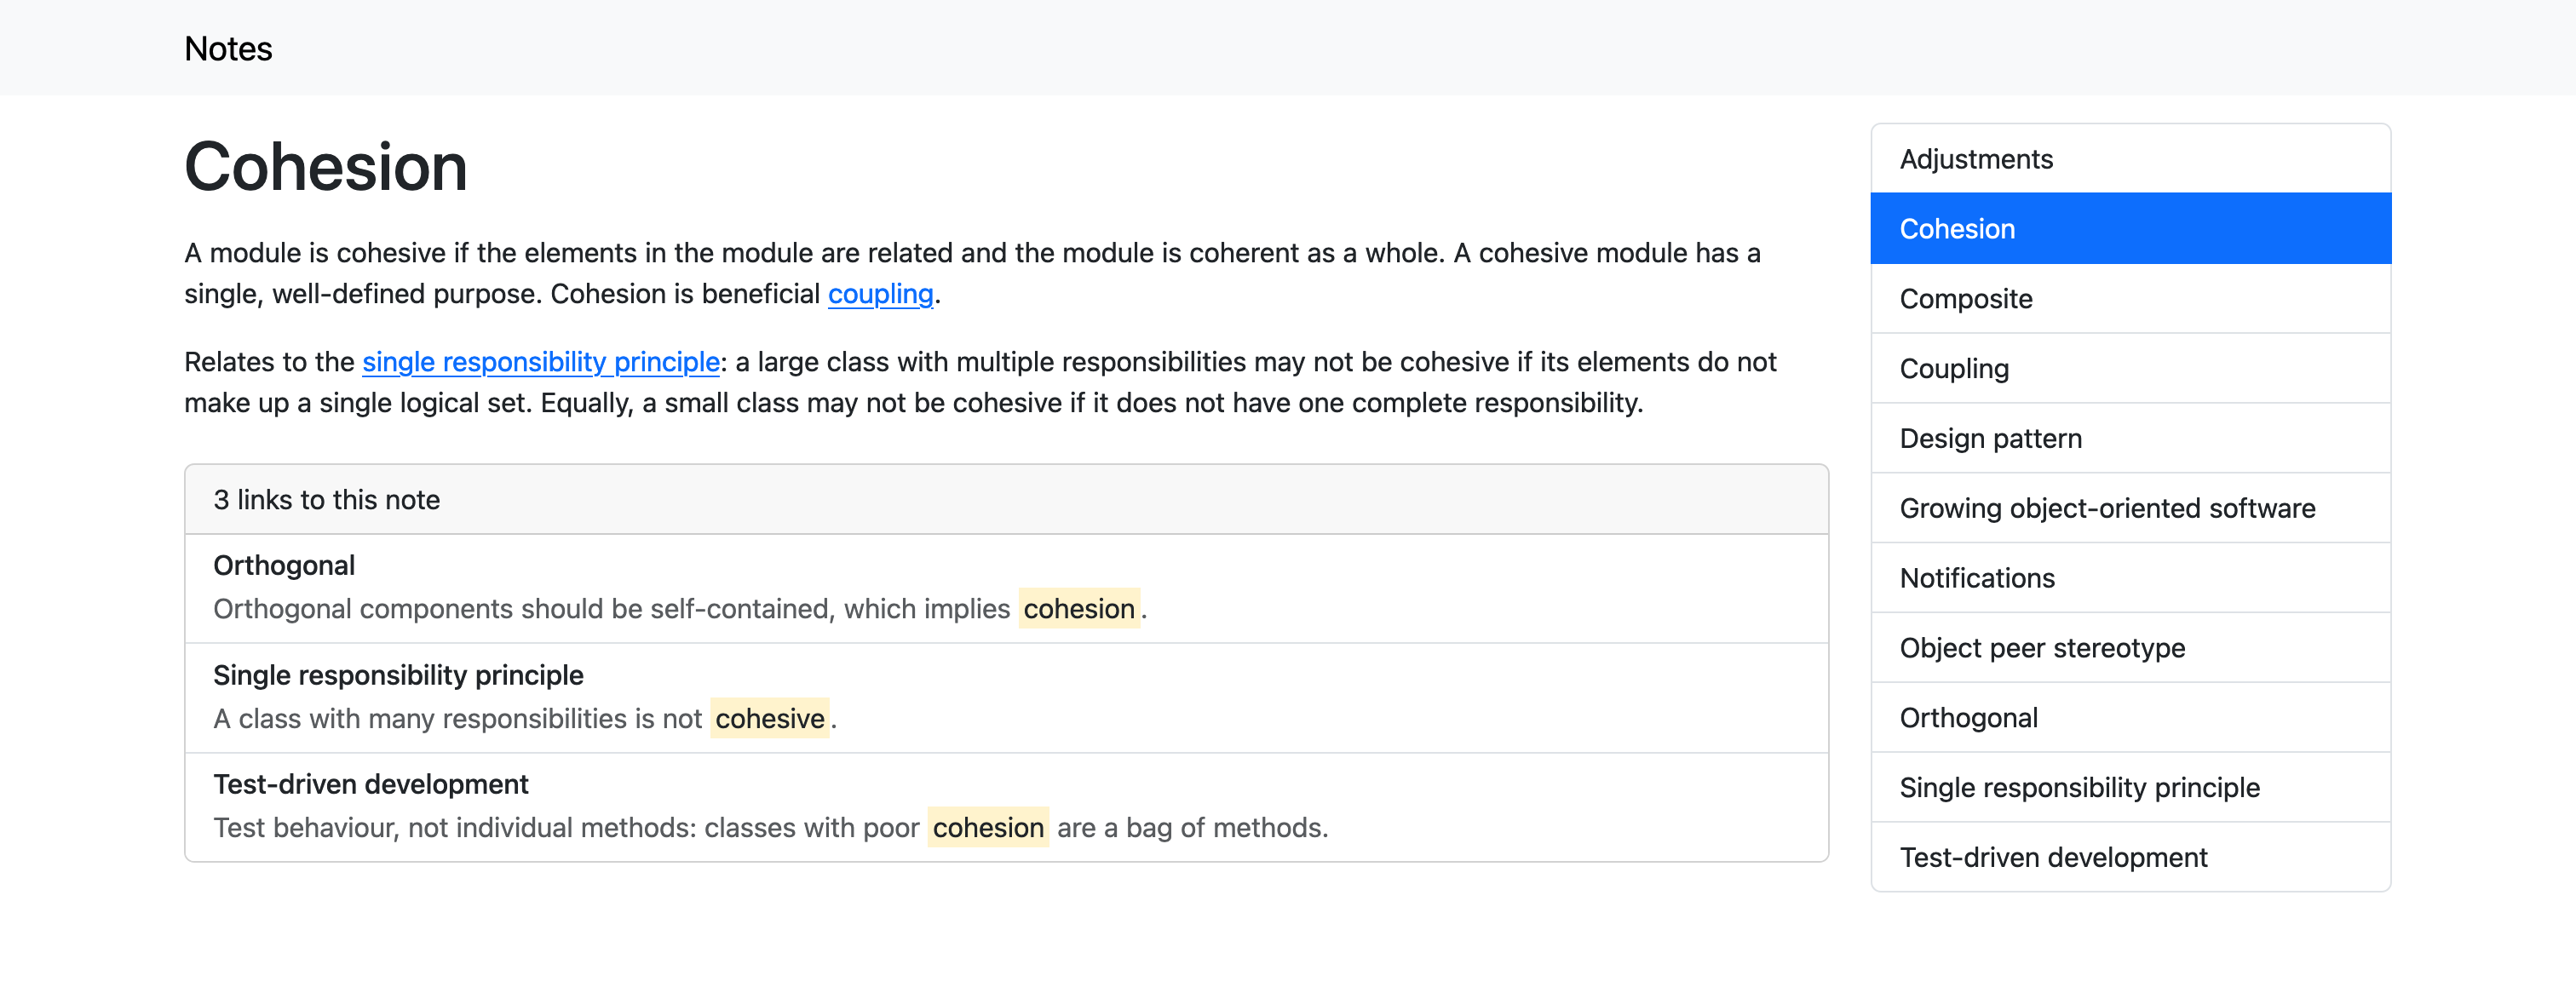 Notes
Cohesion
A module is cohesive if the elements in the module are related and the module is coherent as a whole. A cohesive module has a
single, well-defined purpose. Cohesion is beneficial coupling.
Relates to the single responsibility principle: a large class with multiple responsibilities may not be cohesive if its elements do not
make up a single logical set. Equally, a small class may not be cohesive if it does not have one complete responsibility.
3 links to this note
Orthogonal
Orthogonal components should be self-contained, which implies cohesion.
Single responsibility principle
A class with many responsibilities is not cohesive.
Test-driven development
Test behaviour, not individual methods: classes with poor cohesion are a bag of methods.
Adjustments
Cohesion
Composite
Coupling
Design pattern
Growing object-oriented software
Notifications
Object peer stereotype
Orthogonal
Single responsibility principle
Test-driven development